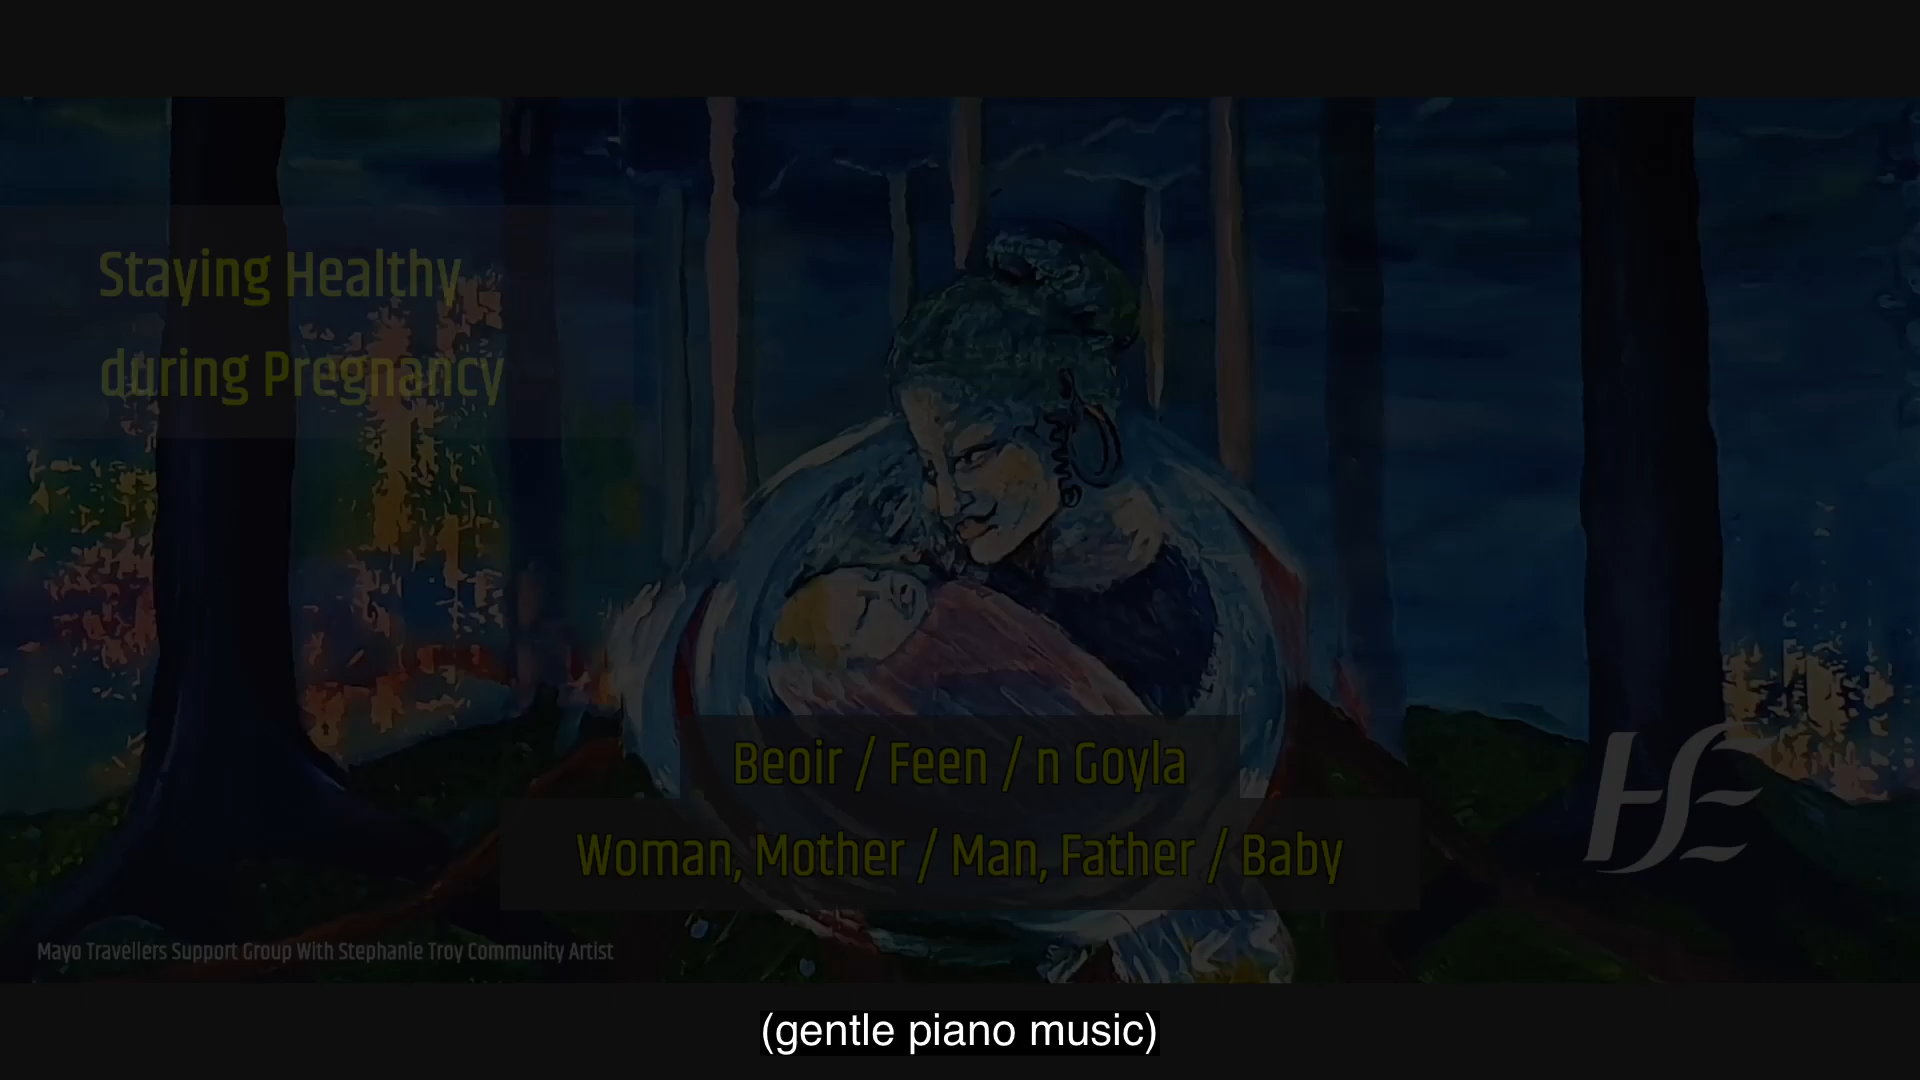 Staying Healthy
during Pregnancy
Beoir / Feen / n Goyla
Woman, Mother / Man, Father / Baby
HSE
Mayo Travellers Support Group With Stephanie Troy Community Artist
(gentle piano music)